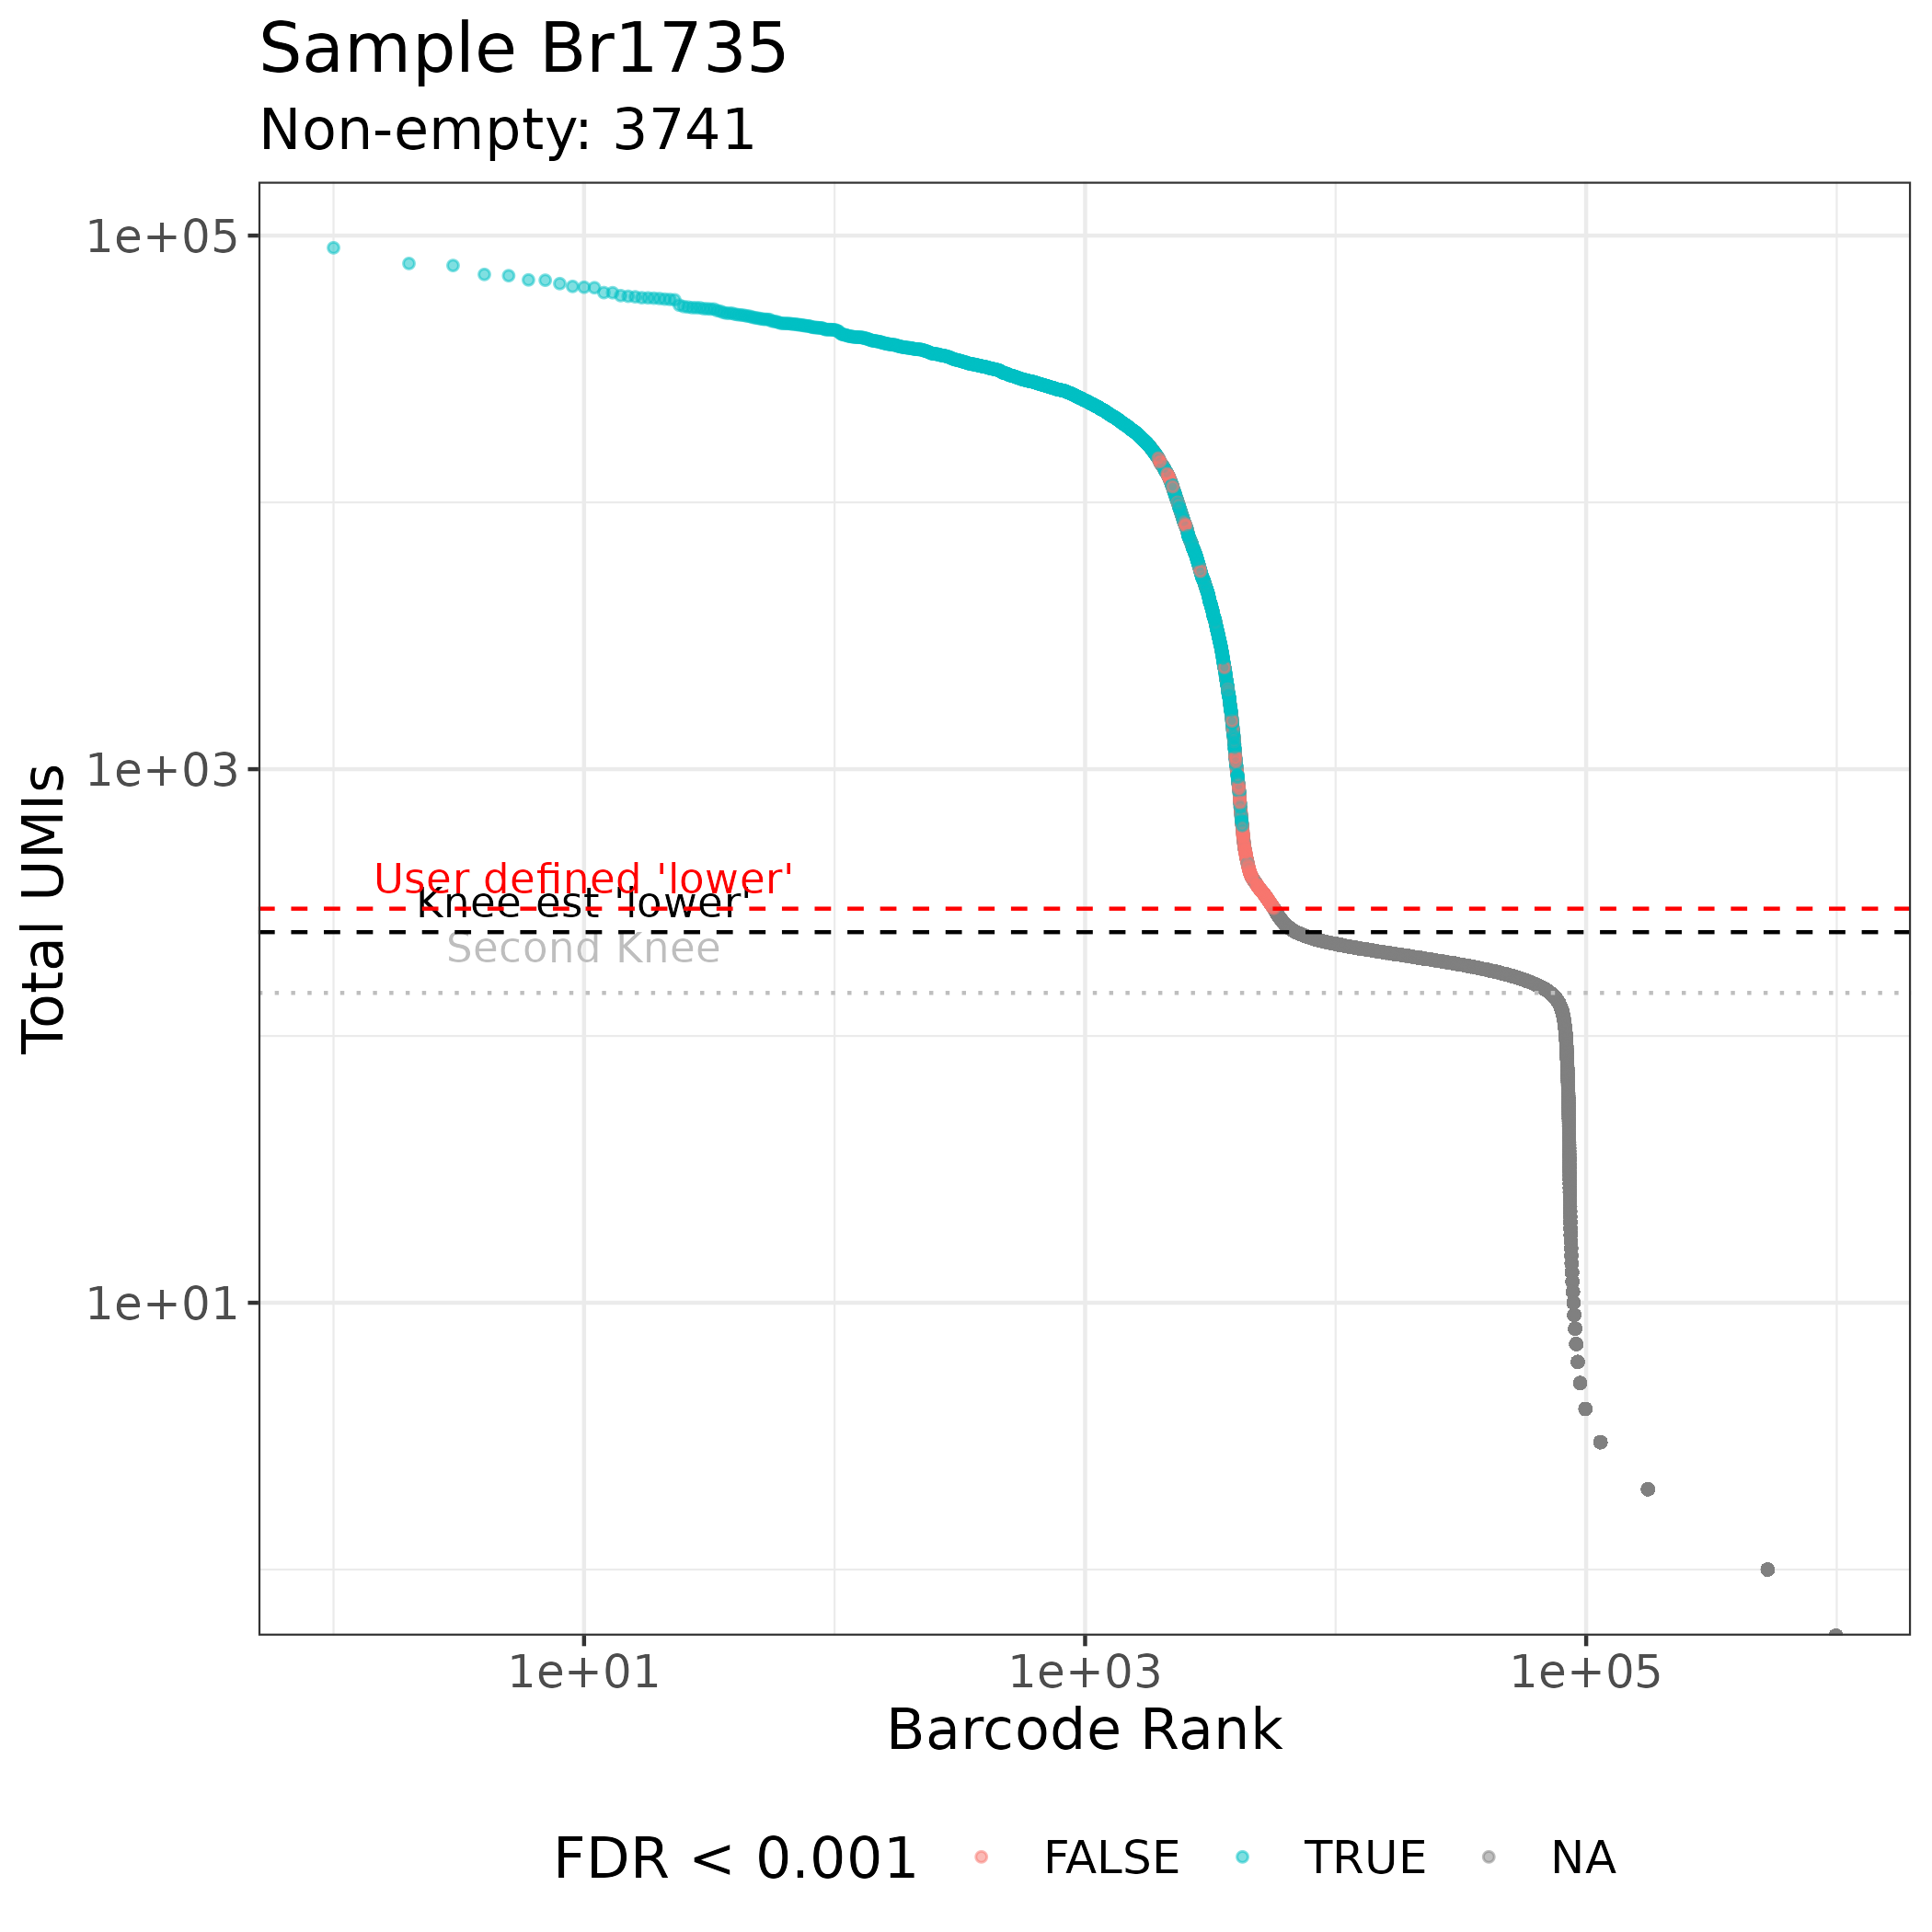 Sample Br1735
Non-empty: 3741
1e+05
1e+03
1e+01
Total UMIs
User defined 'lower'
Knee est 'lower'
Second Knee
1e+01 1e+03 1e+05
Barcode Rank
FDR < 0.001 FALSE TRUE NA